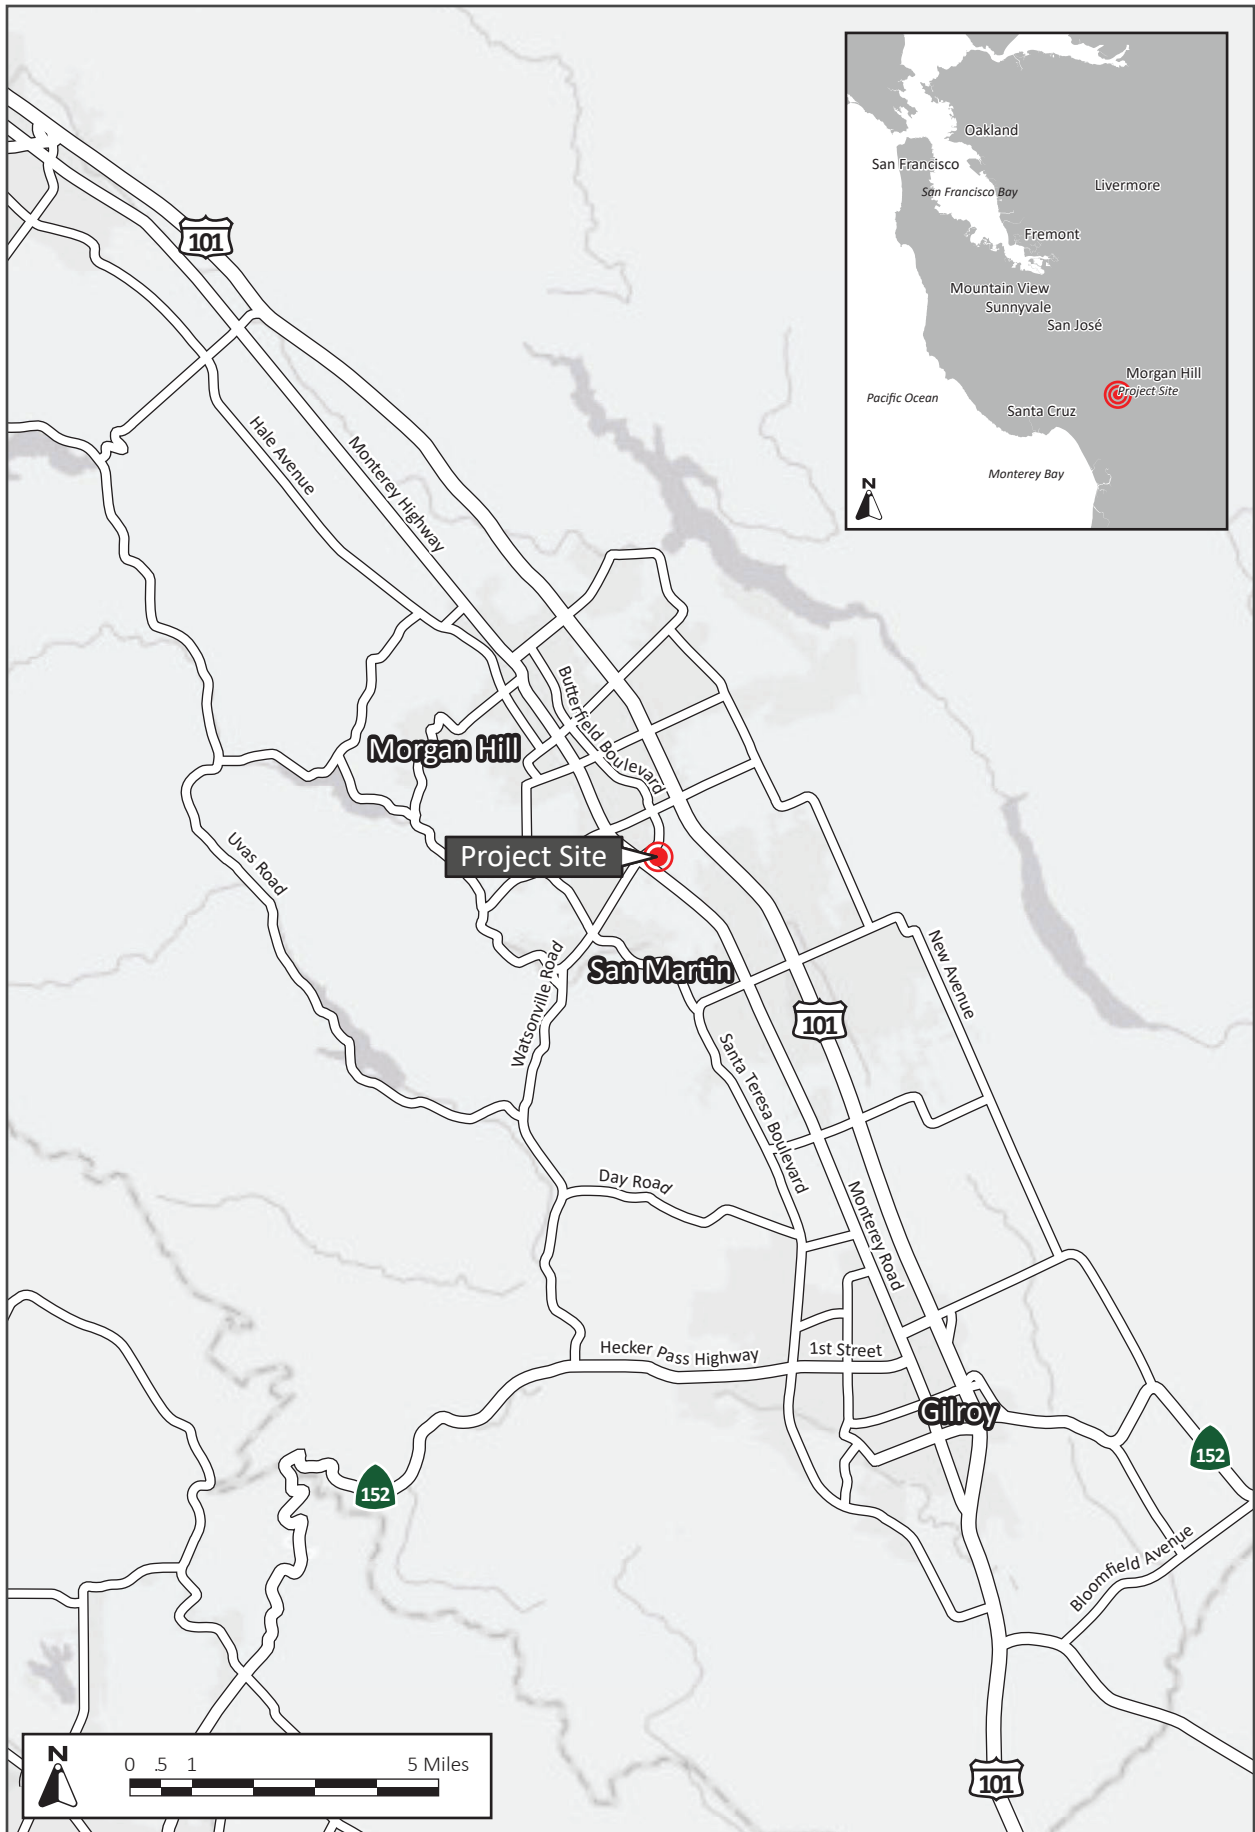 Oakland
San Francisco
Livermore
San Francisco Bay
Fremont
Mountain View
Sunnyvale
San José
Morgan Hill
Project Site
Pacific Ocean
Santa Cruz
Monterey Bay
N
101
Hale Avenue
Monterey Highway
Butterfield Boulevard
Morgan Hill
Project Site
Uvas Road
Watsonville Road
San Martin
New Avenue
101
Santa Teresa Boulevard
Day Road
Monterey Road
Hecker Pass Highway
1st Street
Gilroy
152
152
Bloomfield Avenue
N
0 .5 1 5 Miles
101